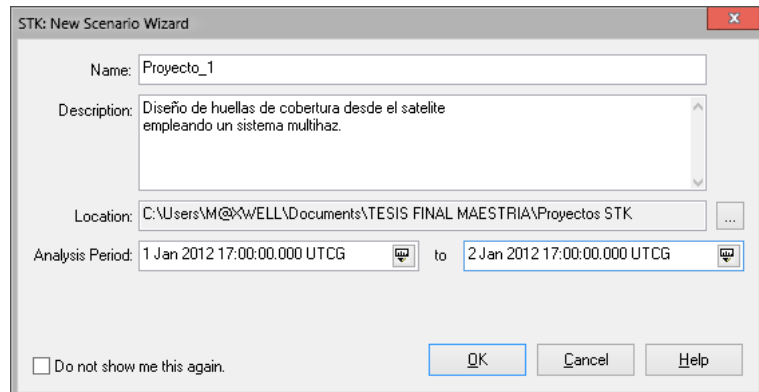 STK: New Scenario Wizard
x
Name: Proyecto_1
Description: Diseño de huellas de cobertura desde el satelite
empleando un sistema multihaz.
Location: C:\Users\M@XWELL\Documents\TESIS FINAL MAESTRIA\Proyectos STK ...
Analysis Period: 1 Jan 2012 17:00:00.000 UTCG to 2 Jan 2012 17:00:00.000 UTCG
Do not show me this again. OK Cancel Help